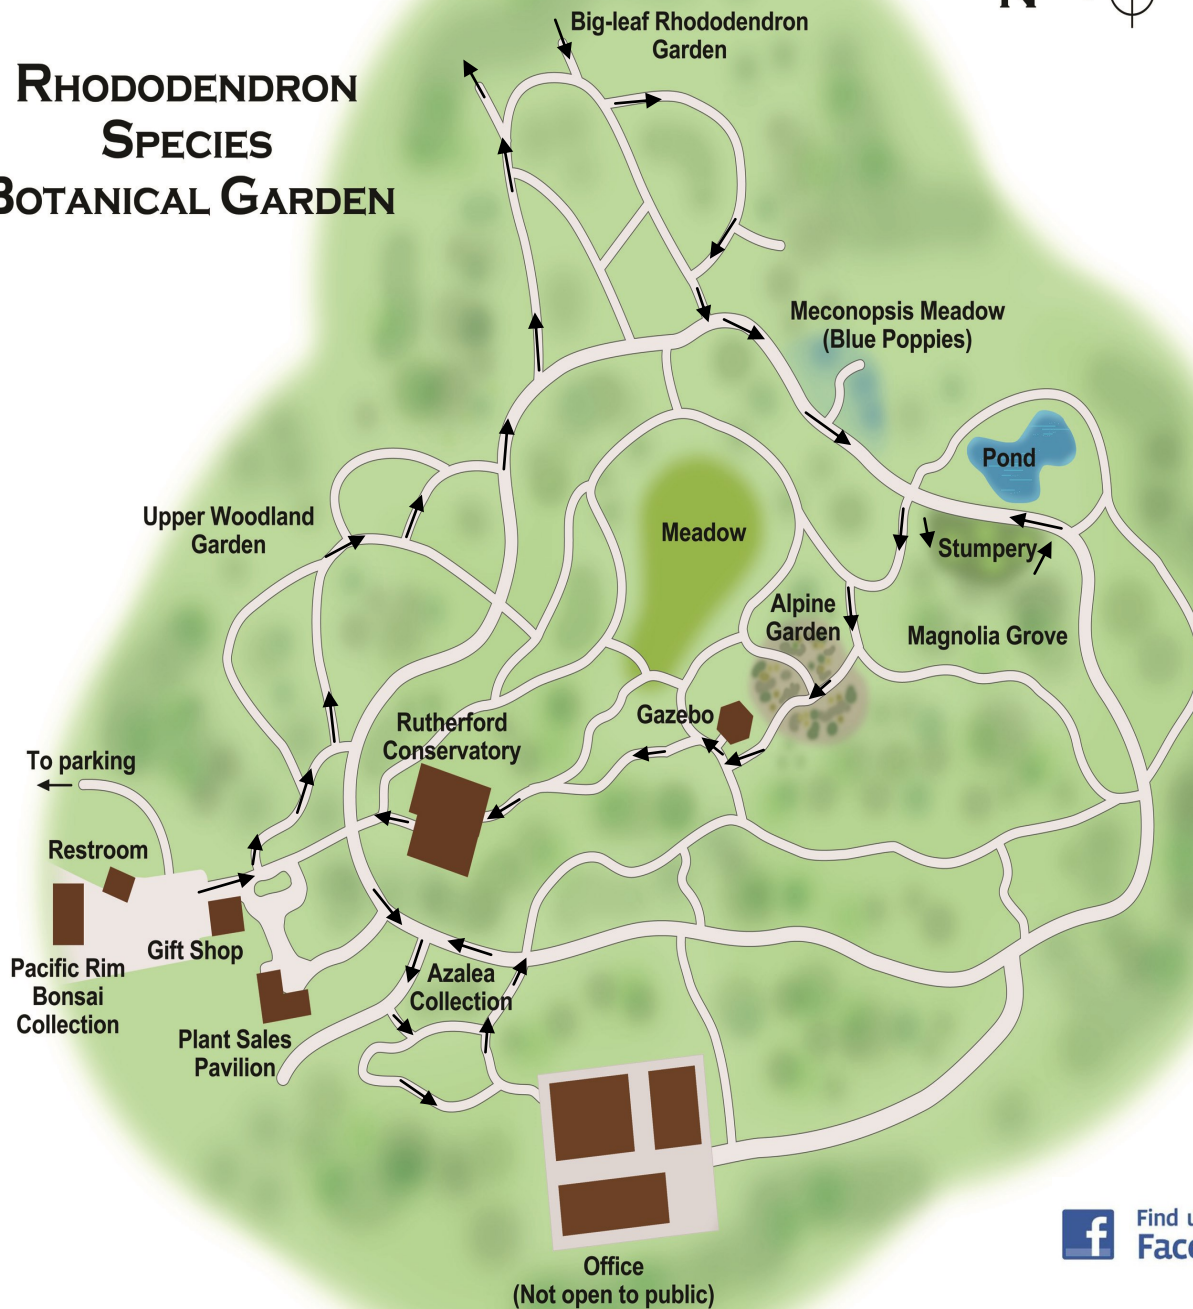 Big-leaf Rhododendron
Garden
RHODODENDRON
SPECIES
BOTANICAL GARDEN
Meconopsis Meadow
(Blue Poppies)
Pond
Upper Woodland
Garden
Meadow
Stumpery
Alpine
Garden
Magnolia Grove
Gazebo
Rutherford
Conservatory
To parking
Restroom
Gift Shop
Pacific Rim
Bonsai
Collection
Azalea
Collection
Plant Sales
Pavilion
Office
(Not open to public)
f Find